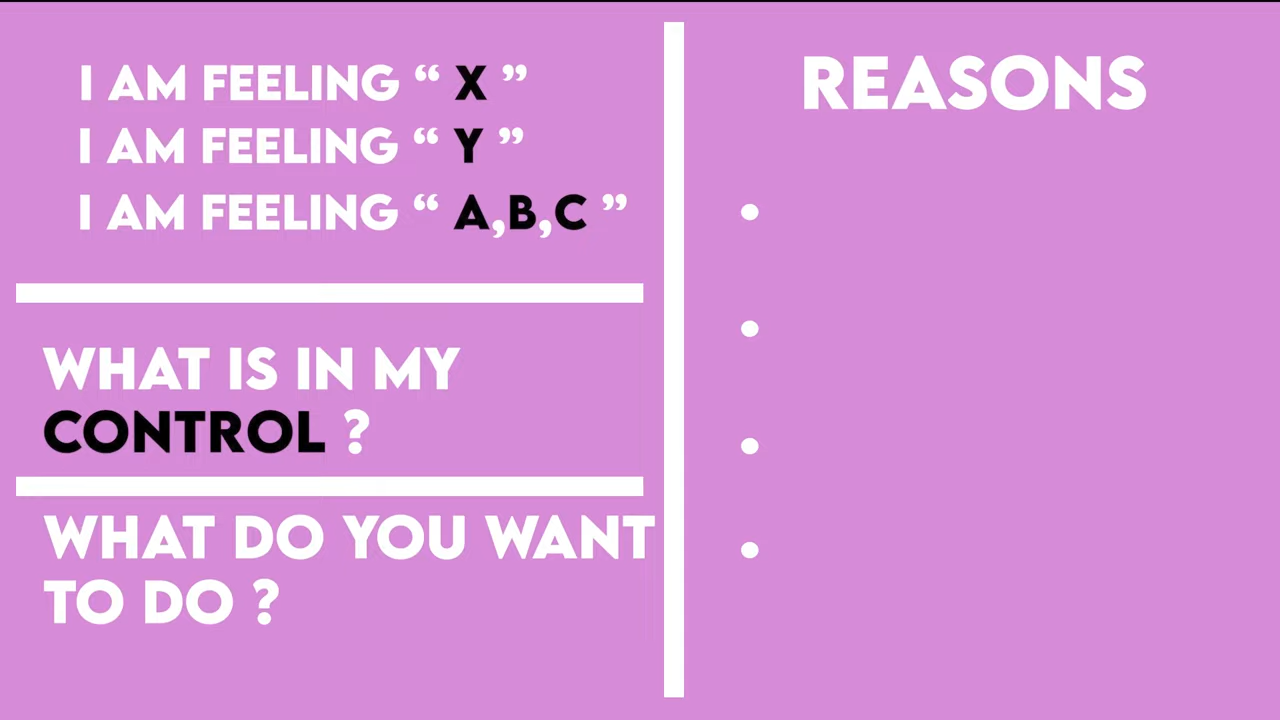 I AM FEELING “ X ”
I AM FEELING “ Y ”
I AM FEELING “ A,B,C ”
WHAT IS IN MY
CONTROL ?
WHAT DO YOU WANT
TO DO ?
REASONS